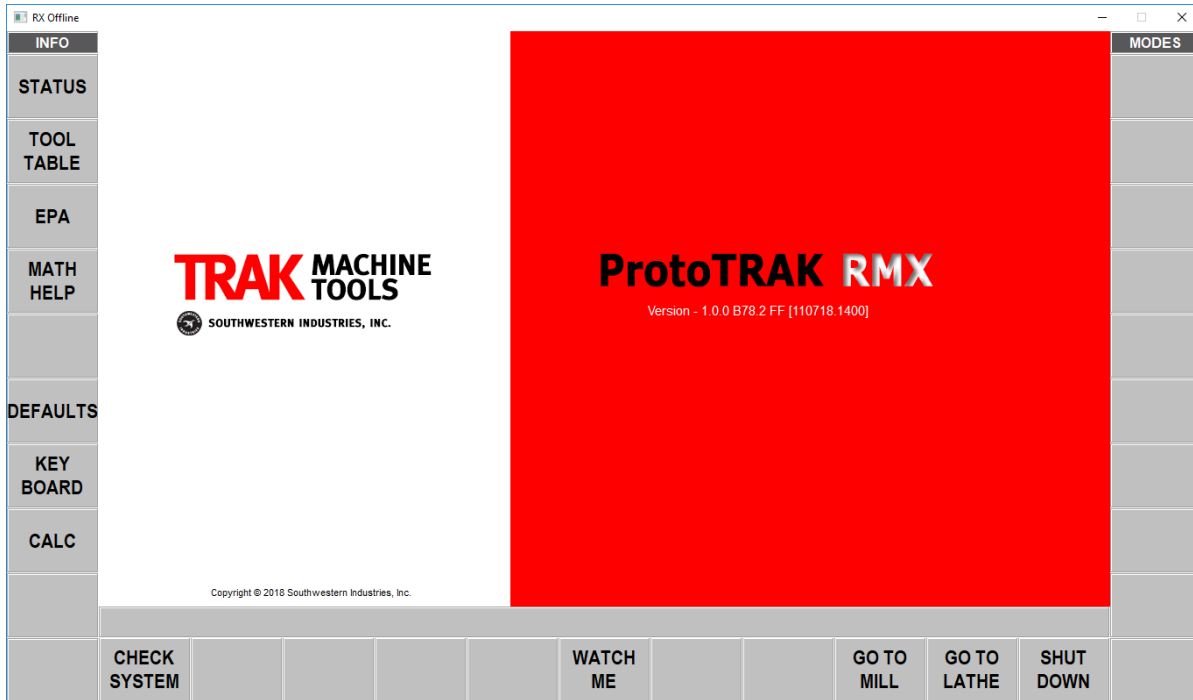 RX Offline
INFO
MODES
STATUS
TOOL
TABLE
EPA
MATH
HELP
DEFAULTS
KEY
BOARD
CALC
TRAK MACHINE
TOOLS
SOUTHWESTERN INDUSTRIES, INC.
ProtoTRAK RMX
Version - 1.0.0 B78.2 FF [110718.1400]
Copyright © 2018 Southwestern Industries, Inc.
CHECK
SYSTEM
WATCH
ME
GO TO
MILL
GO TO
LATHE
SHUT
DOWN